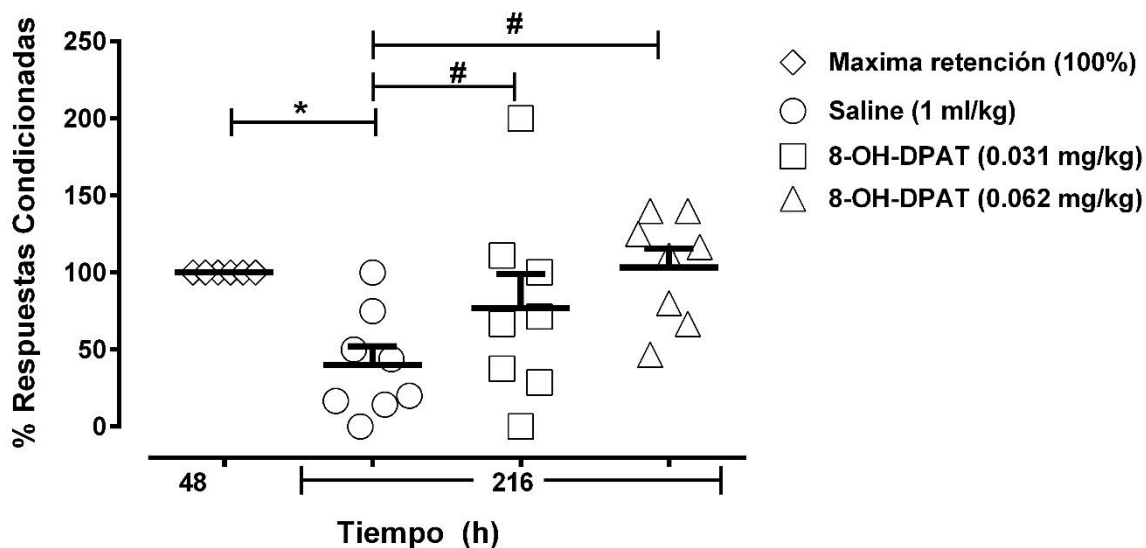 % Respuestas Condicionadas
250
200
150
100
50
0
*
#
#
Maxima retención (100%)
Saline (1 ml/kg)
8-OH-DPAT (0.031 mg/kg)
8-OH-DPAT (0.062 mg/kg)
48
216
Tiempo (h)